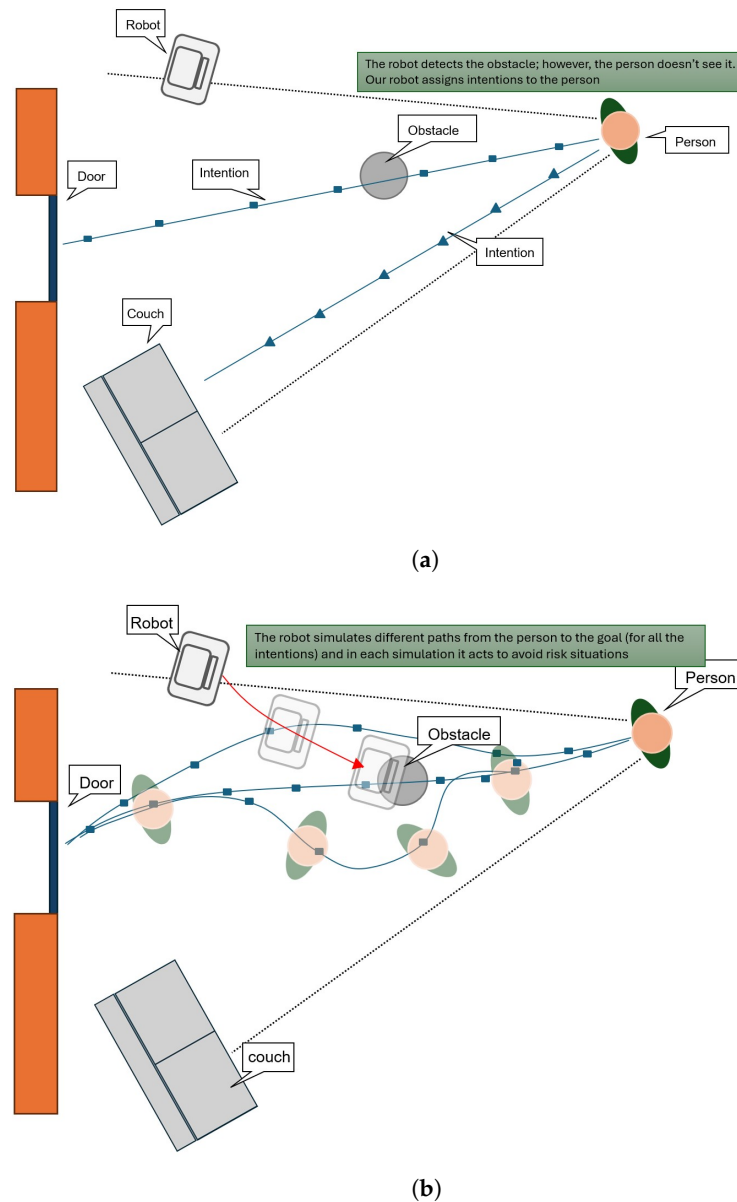 Robot
The robot detects the obstacle; however, the person doesn't see it.
Our robot assigns intentions to the person
Obstacle
Person
Door
Intention
Intention
Couch
(a)
Robot
The robot simulates different paths from the person to the goal (for all the
intentions) and in each simulation it acts to avoid risk situations
Person
Obstacle
Door
couch
(b)